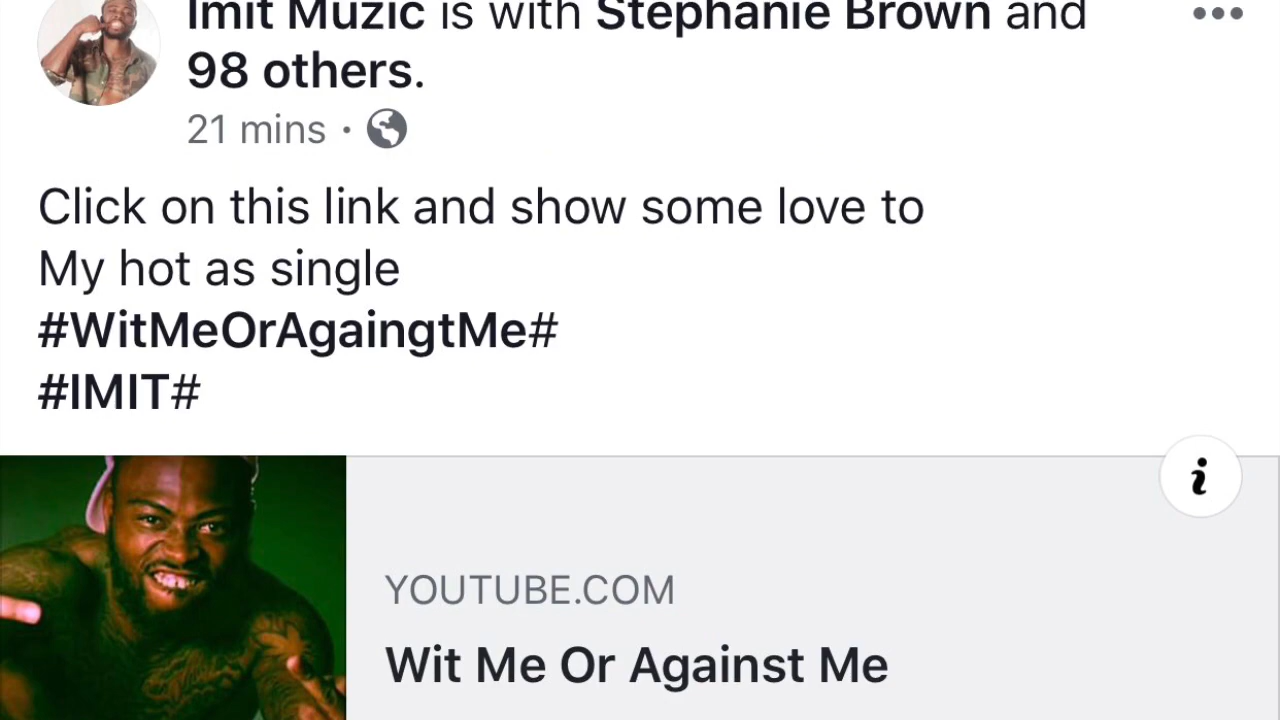 Imit Muzic is with Stephanie Brown and
98 others.
21 mins ·
Click on this link and show some love to
My hot as single
#WitMeOrAgaingtMe#
#IMIT#
i
YOUTUBE.COM
Wit Me Or Against Me